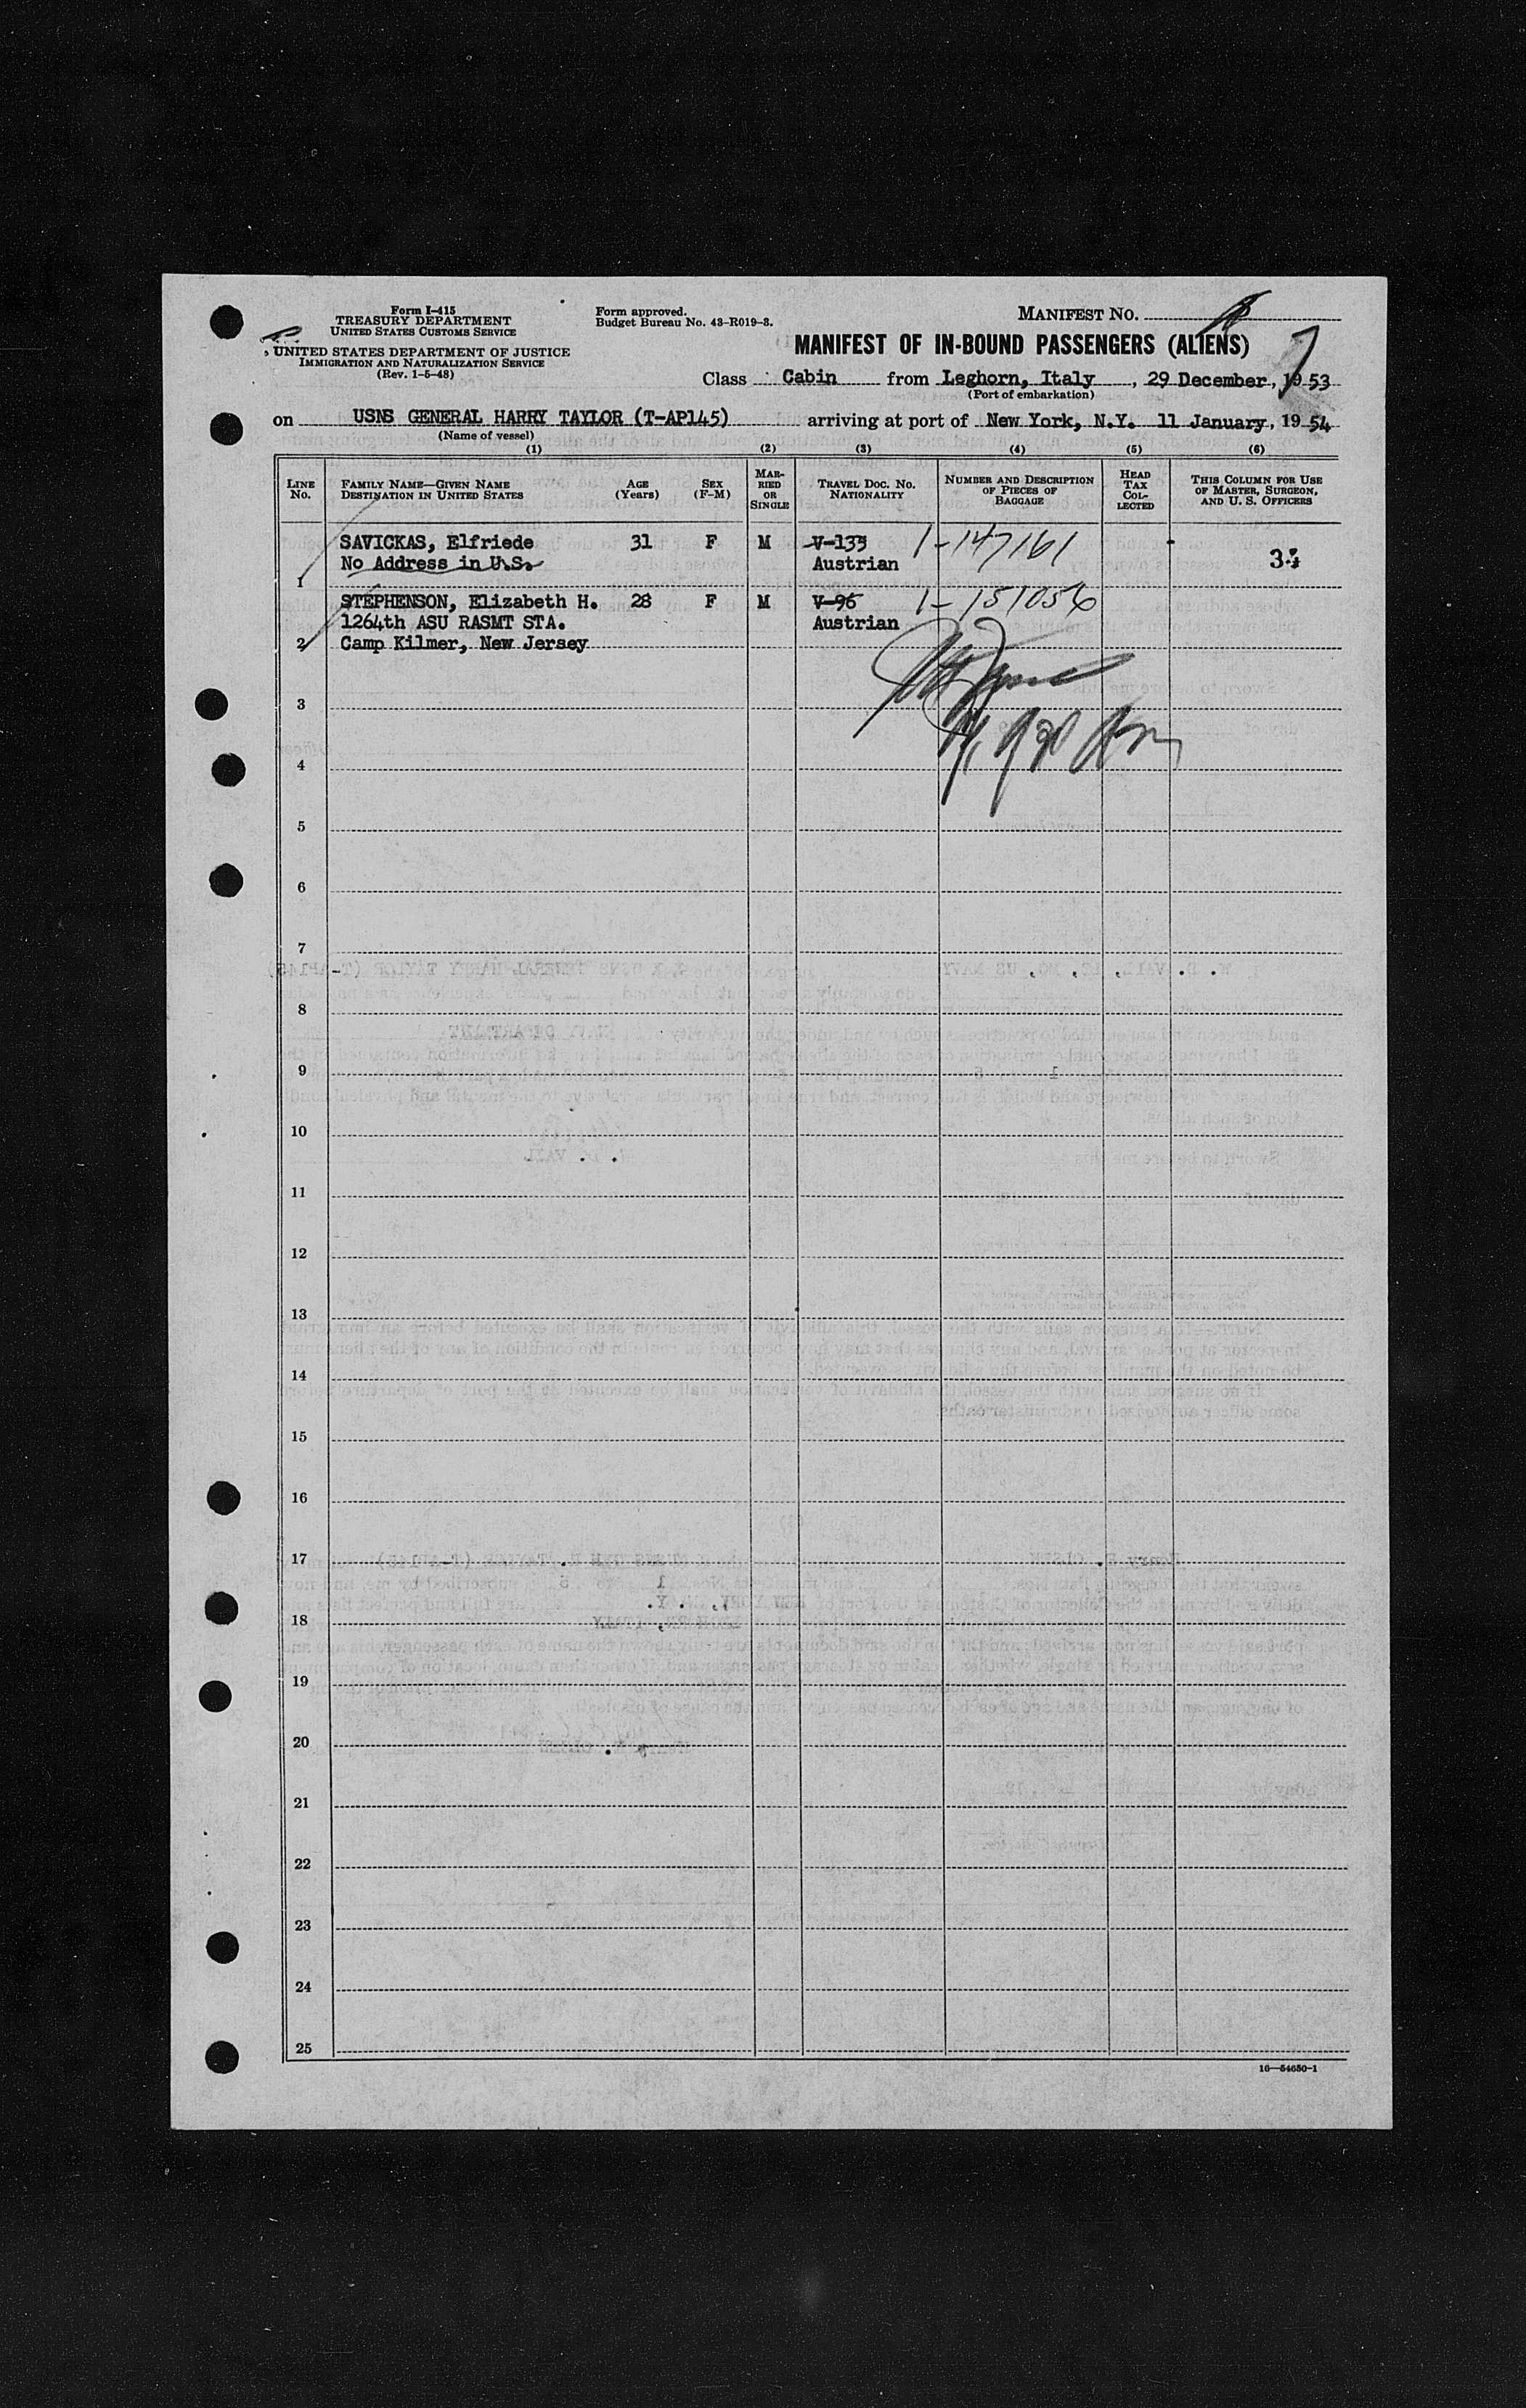 Form I-415
TREASURY DEPARTMENT
UNITED STATES CUSTOMS SERVICE
UNITED STATES DEPARTMENT OF JUSTICE
IMMIGRATION AND NATURALIZATION SERVICE
(Rev. 1-5-48)
Form approved.
Budget Bureau No. 43-R019-3.
MANIFEST NO.
MANIFEST OF IN-BOUND PASSENGERS (ALIENS)
Class Cabin from Leghorn, Italy, 29 December, 1953
(Port of embarkation)
on USNS GENERAL HARRY TAYLOR (T-AP145) arriving at port of New York, N.Y. 11 January, 1954
(Name of vessel)
(1) (2) (3) (4) (5) (6)
LINE NO. FAMILY NAME—GIVEN NAME DESTINATION IN UNITED STATES AGE (Years) SEX (F-M) MARRIED OR SINGLE TRAVEL DOC. NO. NATIONALITY NUMBER AND DESCRIPTION OF PIECES OF BAGGAGE HEAD TAX COLLECTED THIS COLUMN FOR USE OF MASTER, SURGEON, AND U. S. OFFICERS
SAVICKAS, Elfriede 31 F M V-135 1-147161
No Address in U.S. Austrian
1
STEPHENSON, Elizabeth H. 28 F M V-96 1-151056
1264th ASU RASMT STA. Austrian
2 Camp Kilmer, New Jersey
3
4
5
6
7
8
9
10
11
12
13
14
15
16
17
18
19
20
21
22
23
24
25
16—54650-1